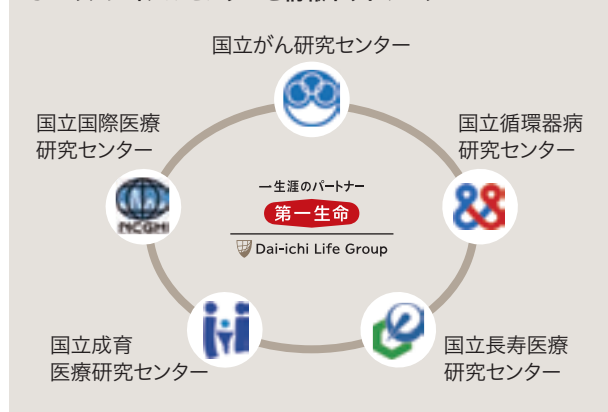 国立がん研究センター
国立国際医療
研究センター
国立循環器病
研究センター
NCGM
一生涯のパートナー
第一生命
Dai-ichi Life Group
国立成育
医療研究センター
国立長寿医療
研究センター